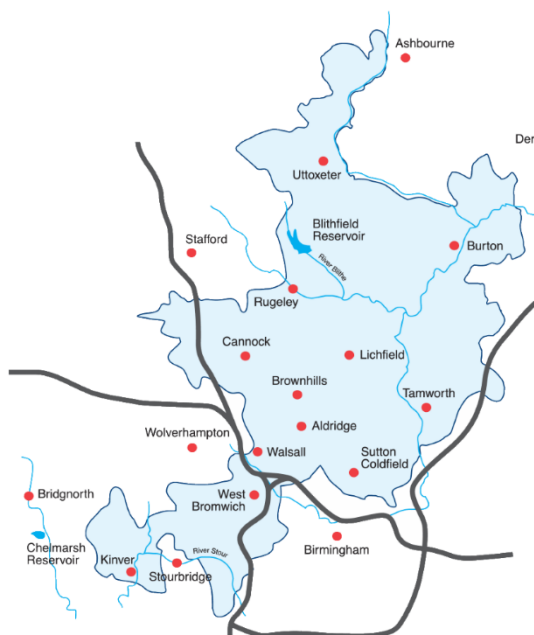 Ashbourne
Der
Uttoxeter
Blithfield
Reservoir
Stafford
Burton
River Blithe
Rugeley
Cannock
Lichfield
Brownhills
Tamworth
Aldridge
Wolverhampton
Walsall
Sutton
Coldfield
Bridgnorth
West
Bromwich
Chelmarsh
Reservoir
Birmingham
River Stour
Kinver
Stourbridge